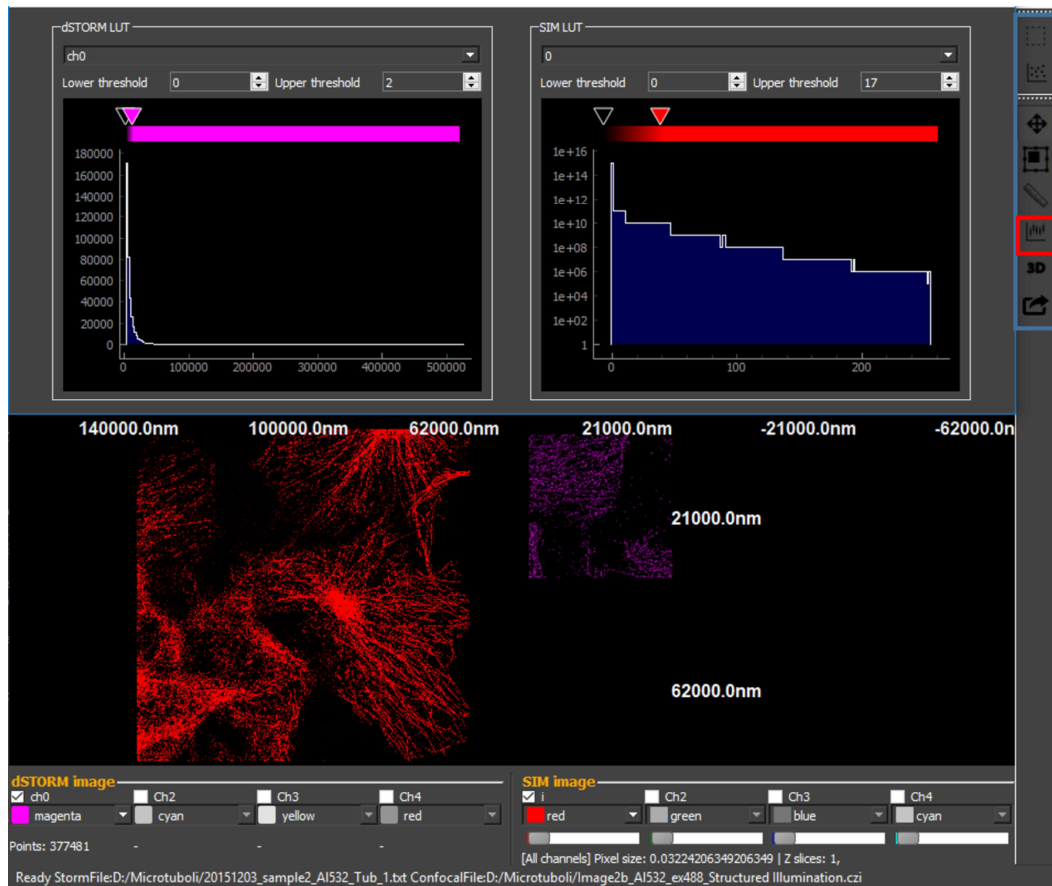 dSTORM LUT
SIM LUT
ch0
0
Lower threshold 0 Upper threshold 2
Lower threshold 0 Upper threshold 17
180000
160000
140000
120000
100000
80000
60000
40000
20000
0
0 100000 200000 300000 400000 500000
1e+16
1e+14
1e+12
1e+10
1e+08
1e+06
1e+04
1e+02
1
0 100 200
3D
140000.0nm 100000.0nm 62000.0nm 21000.0nm -21000.0nm -62000.0n
21000.0nm
62000.0nm
dSTORM image
ch0 Ch2 Ch3 Ch4
magenta cyan yellow red
Points: 377481 - - -
SIM image
i Ch2 Ch3 Ch4
red green blue cyan
[All channels] Pixel size: 0.03224206349206349 | Z slices: 1,
Ready StormFile:D:/Microtuboli/20151203_sample2_Al532_Tub_1.txt ConfocalFile:D:/Microtuboli/Image2b_Al532_ex488_Structured Illumination.czi